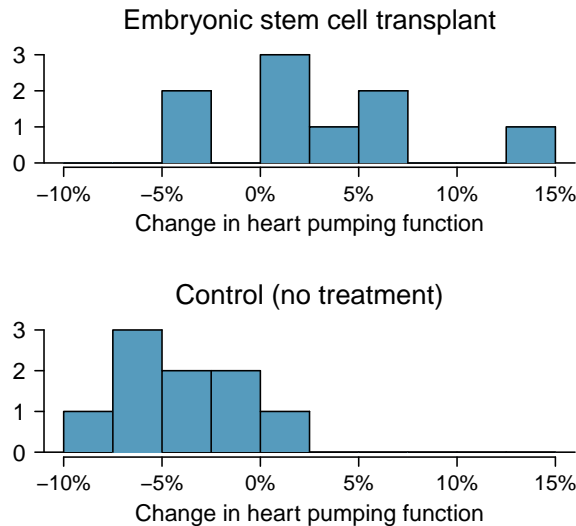 Embryonic stem cell transplant
3
2
1
0
−10% −5% 0% 5% 10% 15%
Change in heart pumping function
Control (no treatment)
3
2
1
0
−10% −5% 0% 5% 10% 15%
Change in heart pumping function